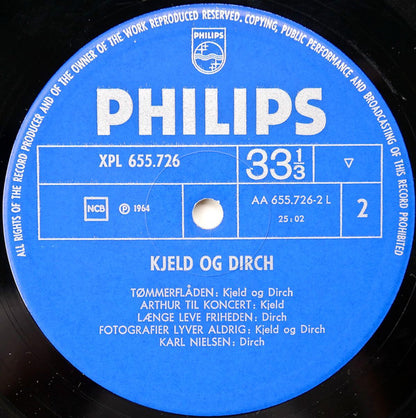 ALL RIGHTS OF THE RECORD PRODUCER AND OF THE OWNER OF THE WORK REPRODUCED RESERVED. COPYING, PUBLIC PERFORMANCE AND BROADCASTING OF THIS RECORD PROHIBITED
PHILIPS
PHILIPS
XPL 655.726
33 1/3
▽
NCB
℗ 1964
AA 655.726-2 L
25:02
2
KJELD OG DIRCH
TØMMERFLÅDEN: Kjeld og Dirch
ARTHUR TIL KONCERT: Kjeld
LÆNGE LEVE FRIHEDEN: Dirch
FOTOGRAFIER LYVER ALDRIG: Kjeld og Dirch
KARL NIELSEN: Dirch